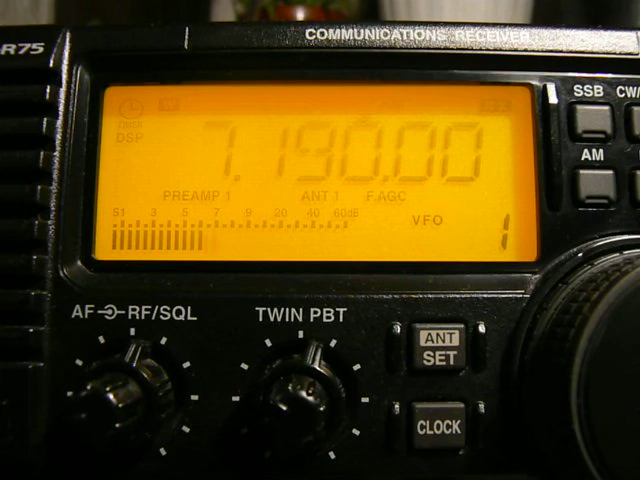 COMMUNICATIONS RECEIVER
-R75
DSP
7.190.00
PREAMP 1 ANT 1 F.AGC
S1 3 5 7 9 20 40 60dB
VFO 1
SSB CW/
AM
AF RF/SQL
TWIN PBT
ANT
SET
CLOCK